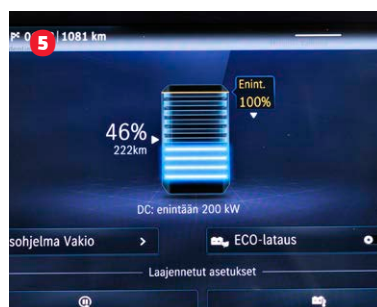 1081 km
5
Enint.
100%
46%
222km
DC: enintään 200 kW
sohjelma Vakio
ECO-lataus
Laajennetut asetukset